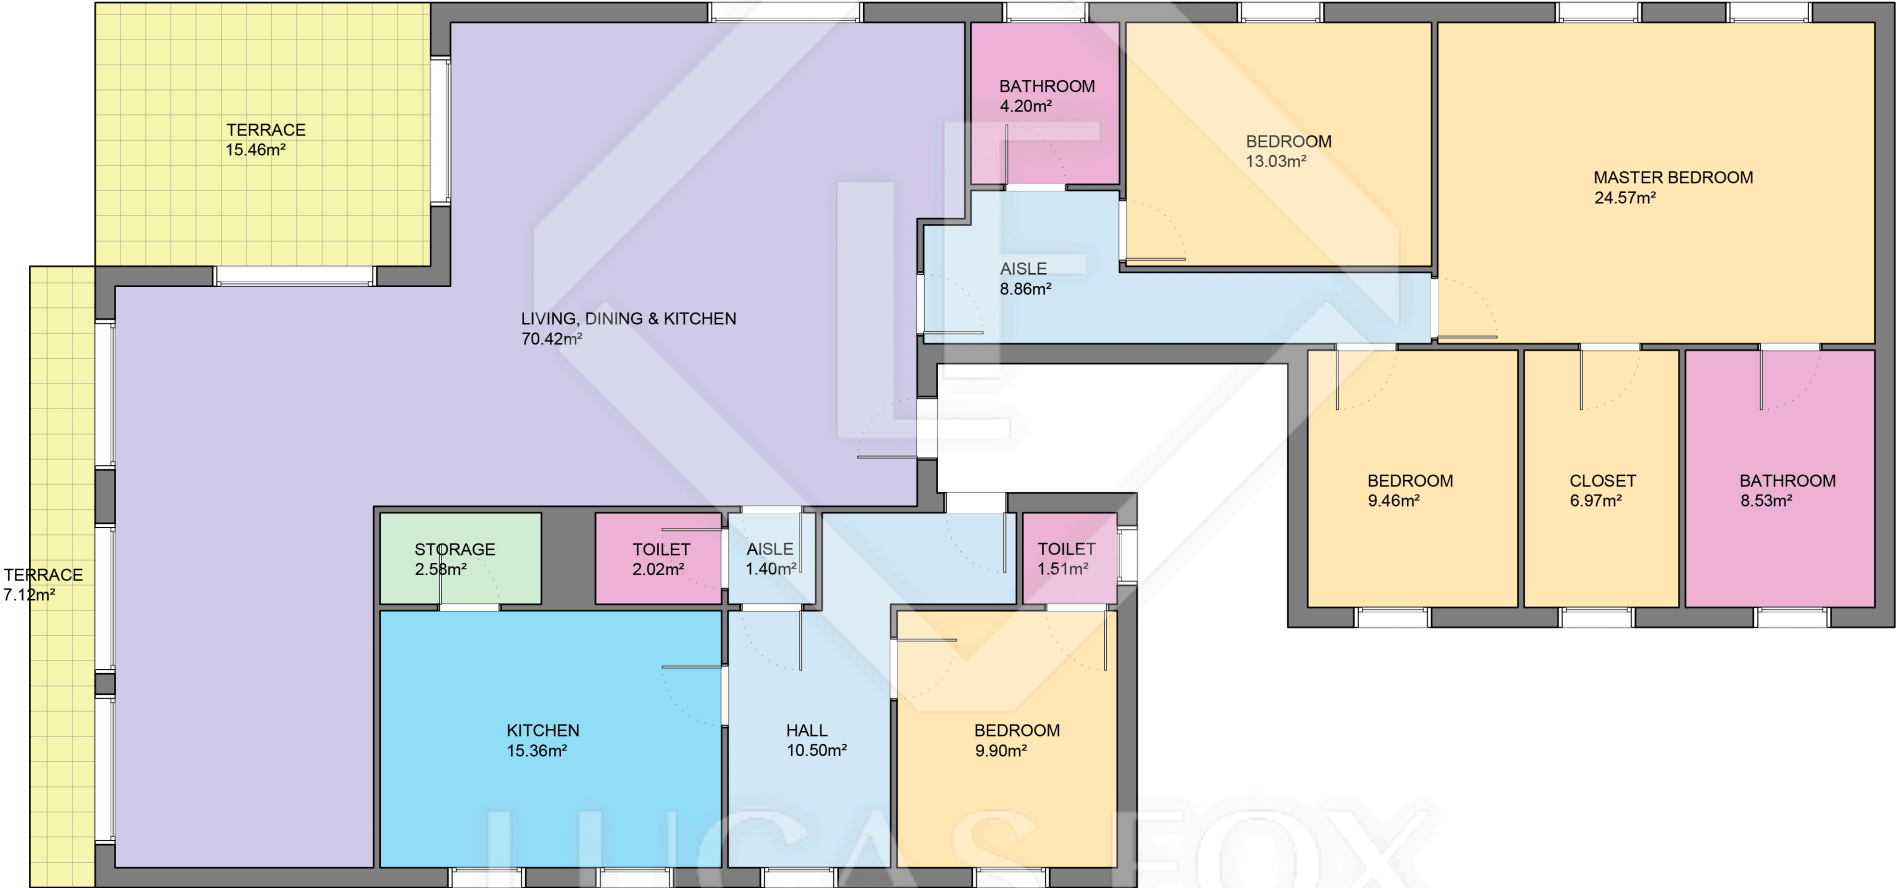 BATHROOM
4.20m²
TERRACE
15.46m²
BEDROOM
13.03m²
MASTER BEDROOM
24.57m²
AISLE
8.86m²
LIVING, DINING & KITCHEN
70.42m²
BEDROOM
9.46m²
CLOSET
6.97m²
BATHROOM
8.53m²
STORAGE
2.58m²
TOILET
2.02m²
AISLE
1.40m²
TOILET
1.51m²
TERRACE
7.12m²
KITCHEN
15.36m²
HALL
10.50m²
BEDROOM
9.90m²
LUCAS FOX